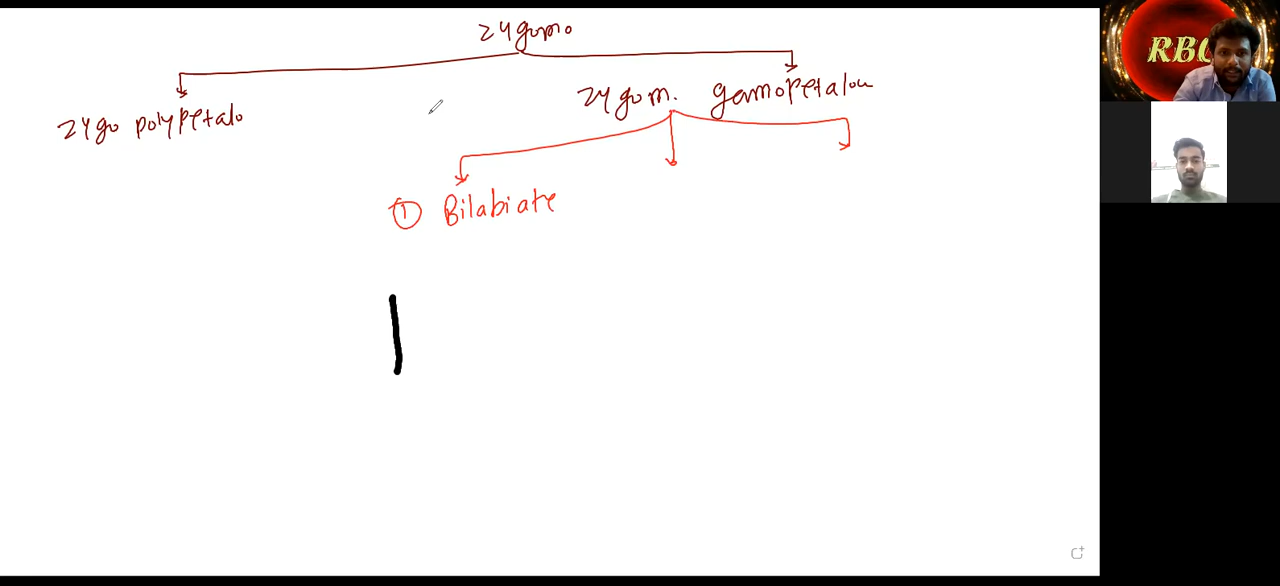 zygomo
zygo polypetalo
zygom. gamopetalou
① Bilabiate
RBC